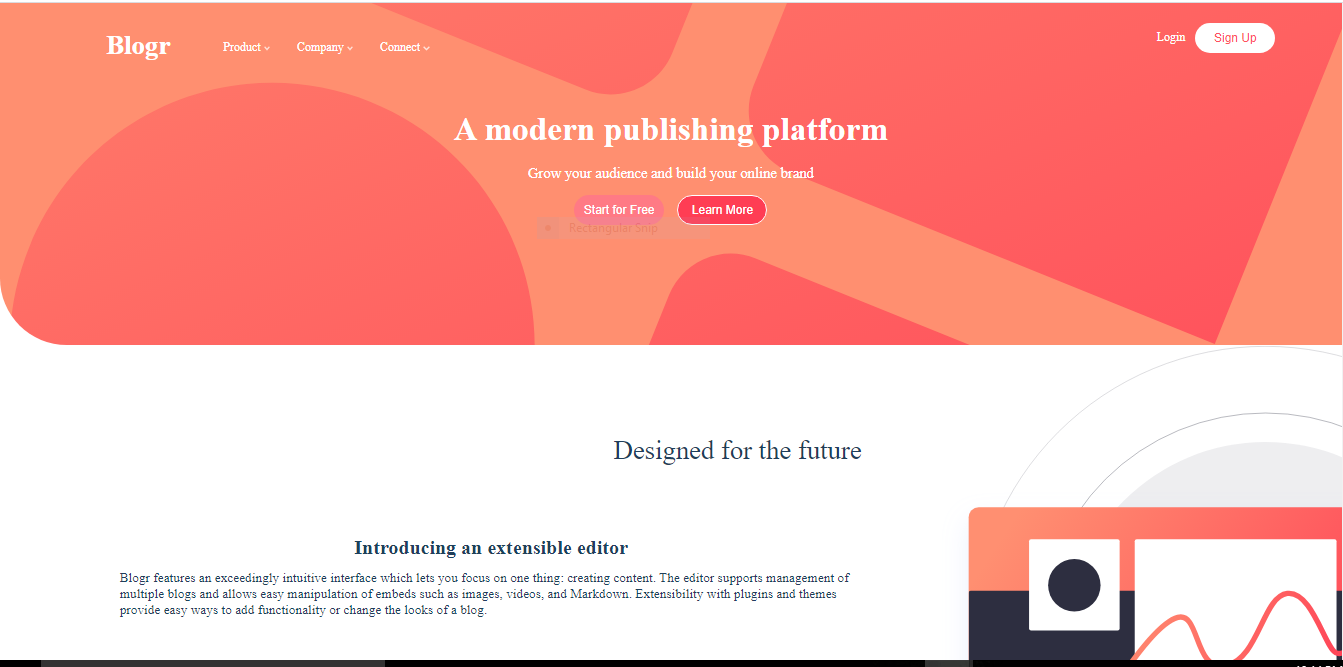 Blogr
Product
Company
Connect
Login
Sign Up
A modern publishing platform
Grow your audience and build your online brand
Start for Free
Learn More
Rectangular Snip
Designed for the future
Introducing an extensible editor
Blogr features an exceedingly intuitive interface which lets you focus on one thing: creating content. The editor supports management of
multiple blogs and allows easy manipulation of embeds such as images, videos, and Markdown. Extensibility with plugins and themes
provide easy ways to add functionality or change the looks of a blog.